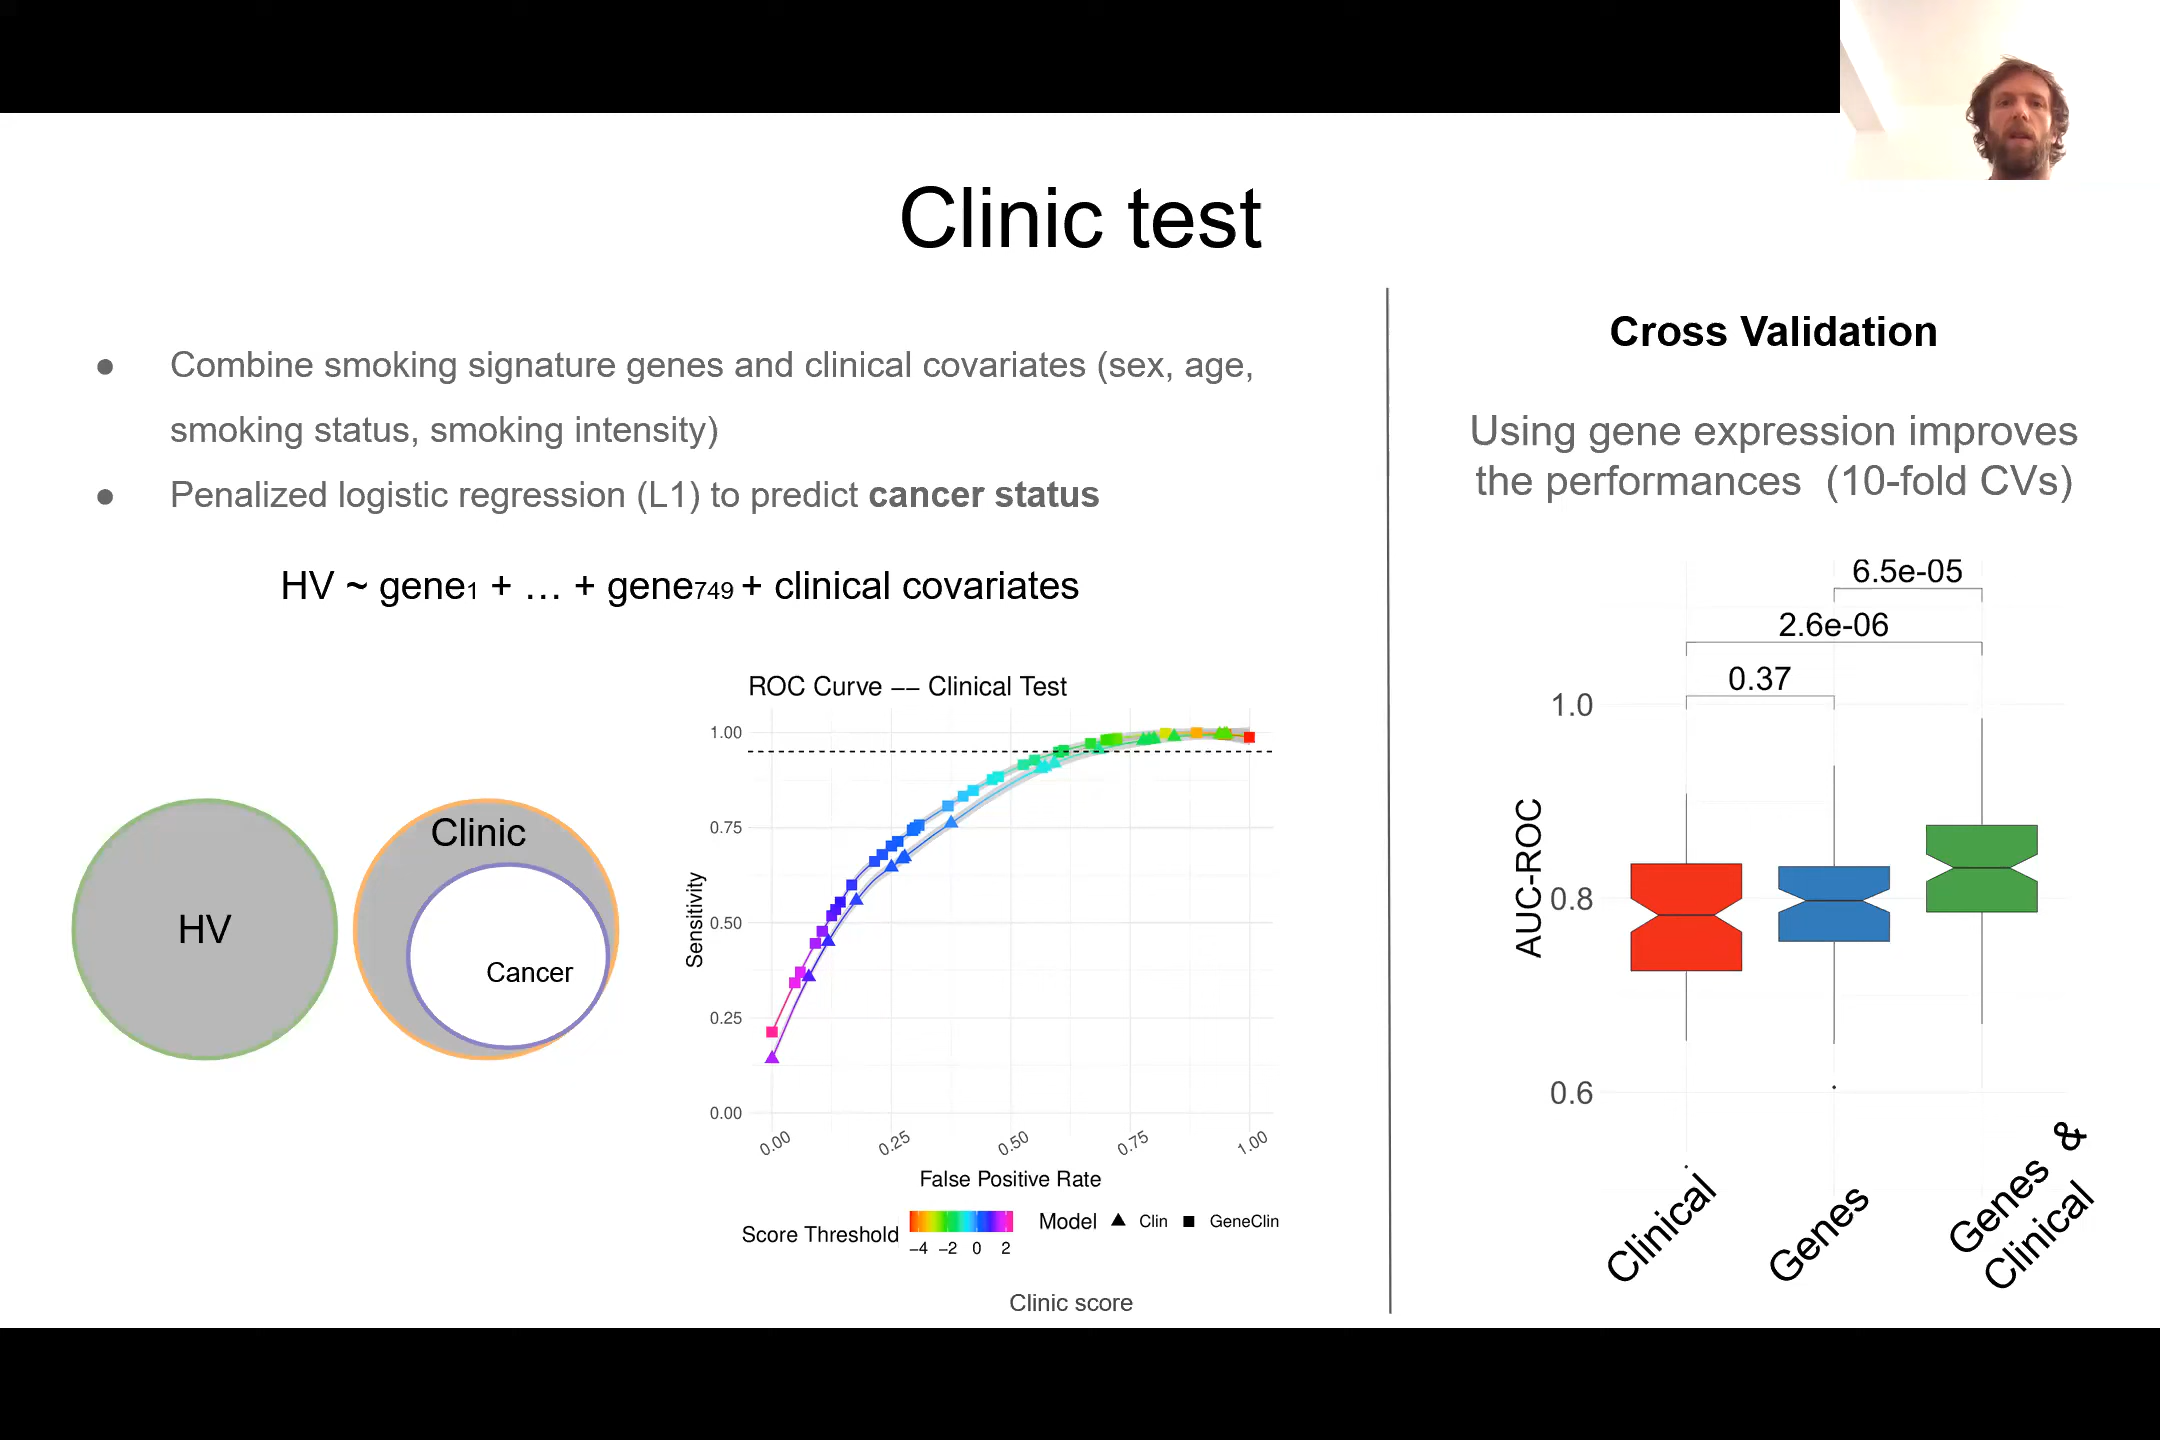 Clinic test
● Combine smoking signature genes and clinical covariates (sex, age,
smoking status, smoking intensity)
● Penalized logistic regression (L1) to predict cancer status
HV ~ gene1 + … + gene749 + clinical covariates
HV
Clinic
Cancer
ROC Curve −− Clinical Test
Sensitivity
1.00
0.75
0.50
0.25
0.00
0.00 0.25 0.50 0.75 1.00
False Positive Rate
Score Threshold
−4 −2 0 2
Model Clin GeneClin
Clinic score
Cross Validation
Using gene expression improves
the performances (10-fold CVs)
6.5e-05
2.6e-06
0.37
AUC-ROC
1.0
0.8
0.6
Clinical
Genes
Genes &
Clinical